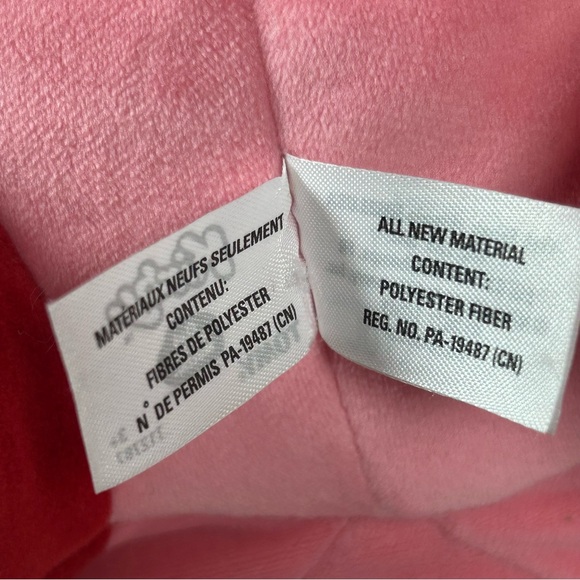 MATERIAUX NEUFS SEULEMENT
CONTENU:
FIBRES DE POLYESTER
N° DE PERMIS PA-19487 (CN)
ALL NEW MATERIAL
CONTENT:
POLYESTER FIBER
REG. NO. PA-19487 (CN)